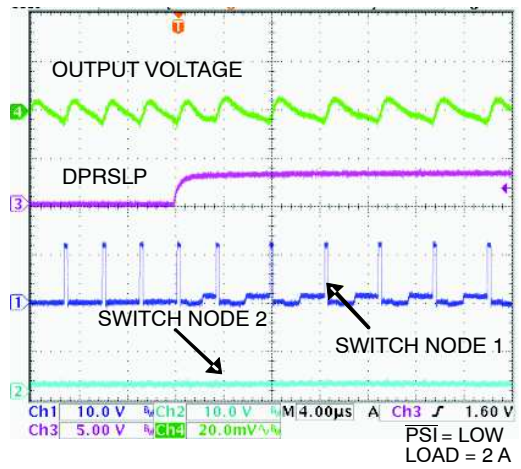 T
OUTPUT VOLTAGE
4
DPRSLP
3
1
SWITCH NODE 2
SWITCH NODE 1
2
Ch1 10.0 V Ch2 10.0 V M 4.00µs A Ch3 1.60 V
Ch3 5.00 V Ch4 20.0mV
PSI = LOW
LOAD = 2 A